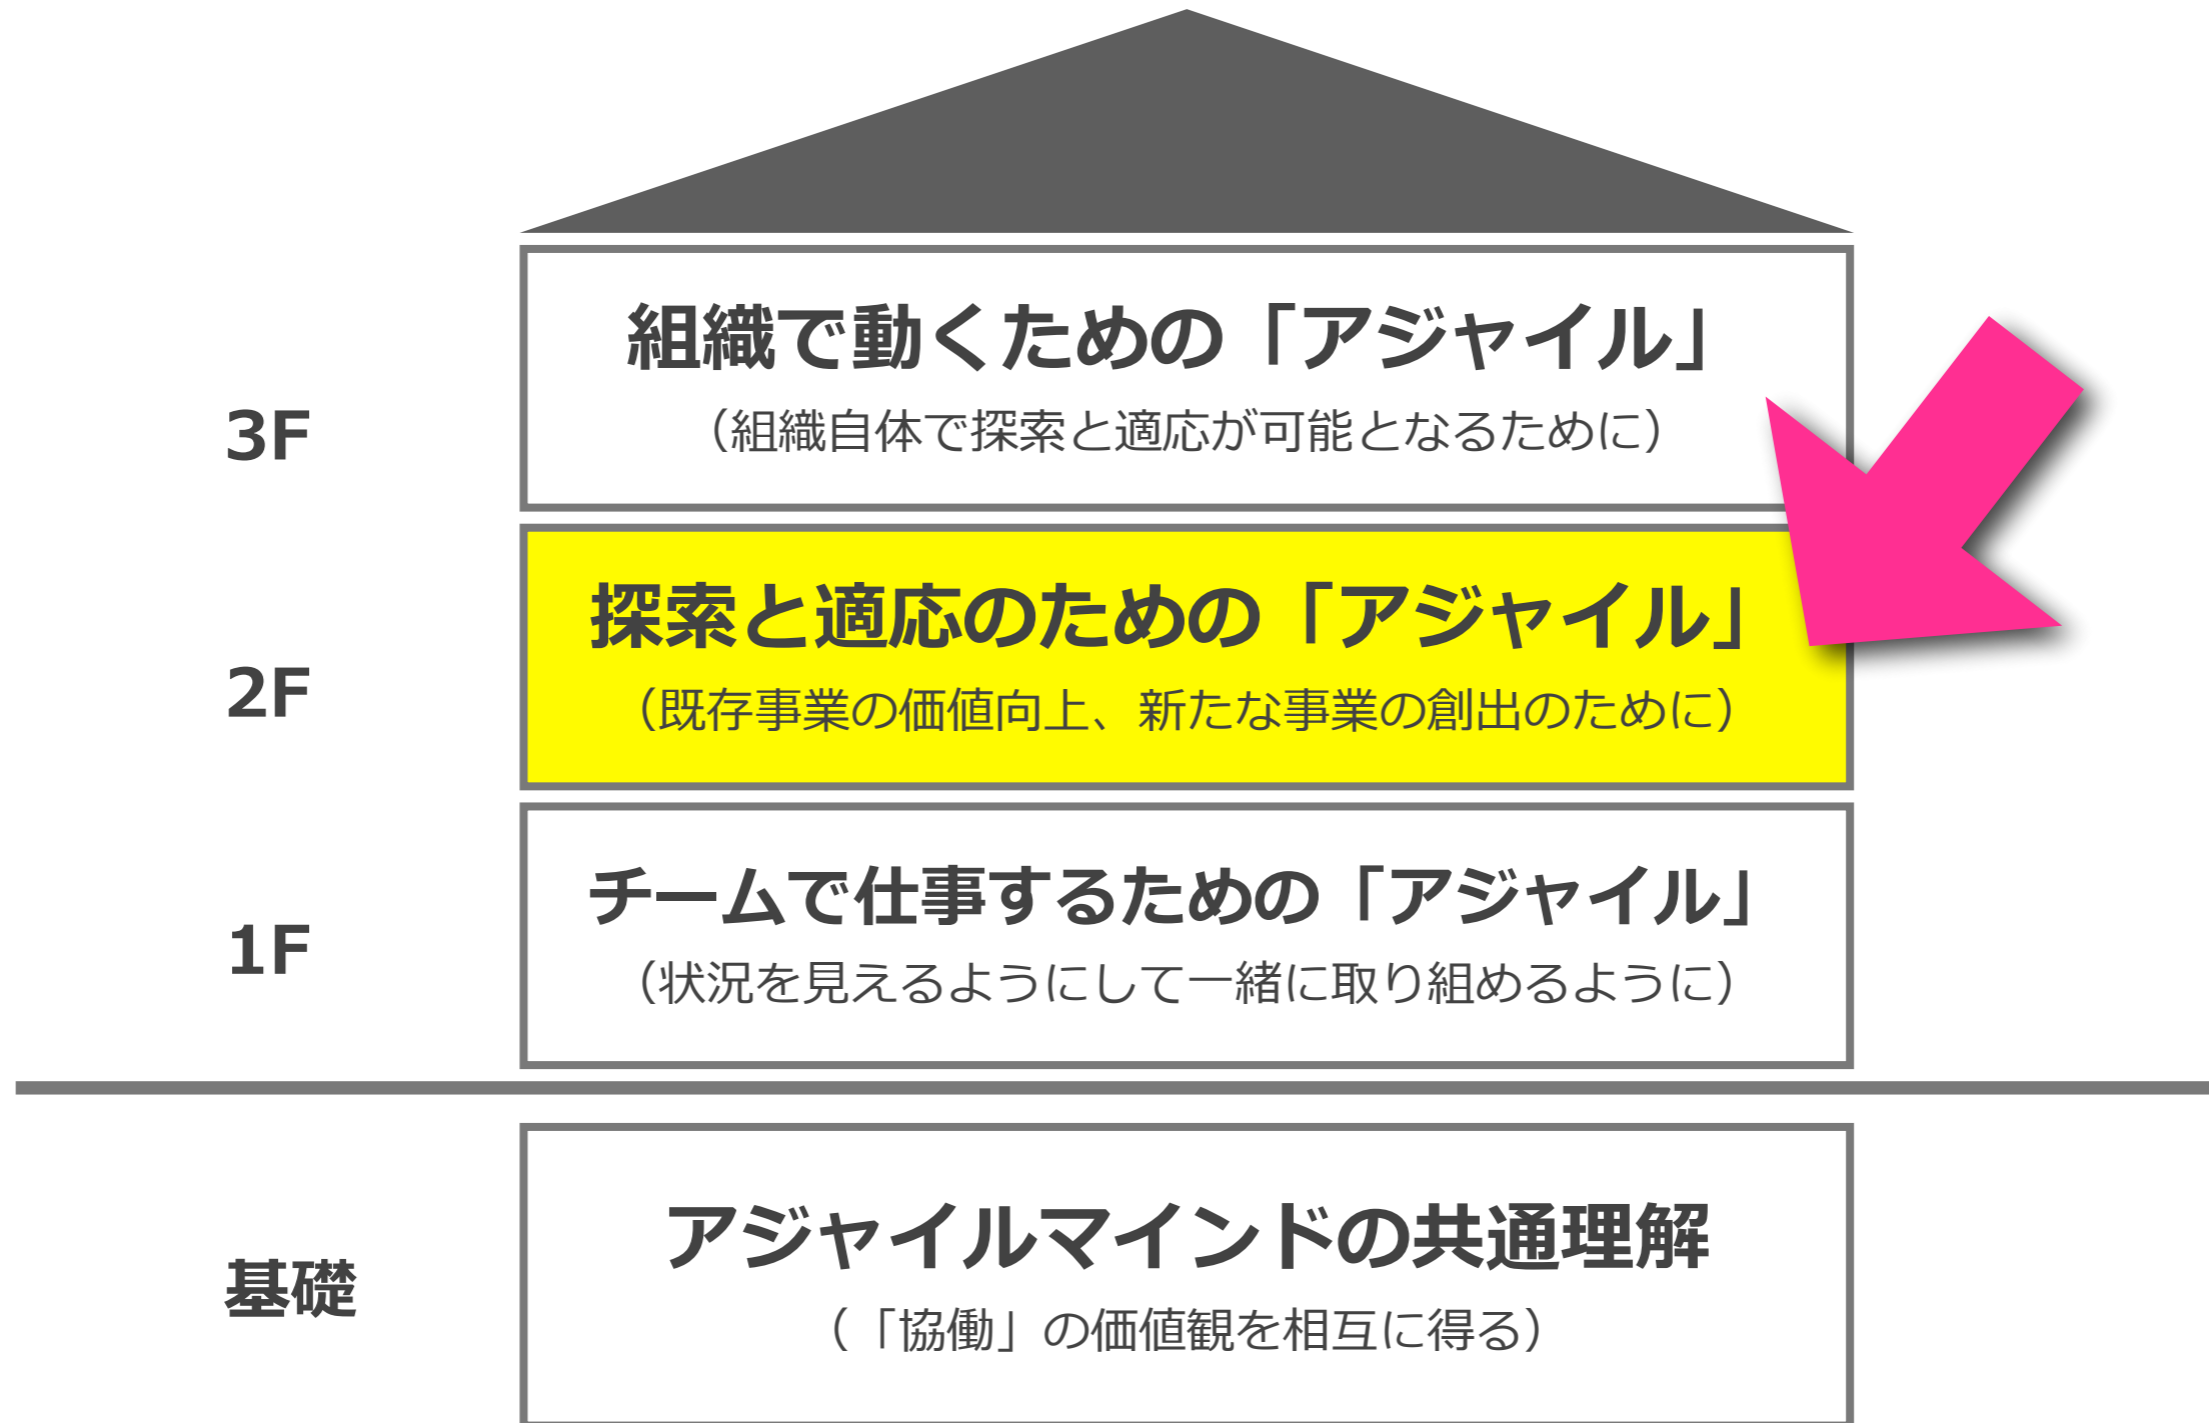 組織で動くための「アジャイル」
（組織自体で探索と適応が可能となるために）
3F
探索と適応のための「アジャイル」
（既存事業の価値向上、新たな事業の創出のために）
2F
チームで仕事するための「アジャイル」
（状況を見えるようにして一緒に取り組めるように）
1F
アジャイルマインドの共通理解
（「協働」の価値観を相互に得る）
基礎